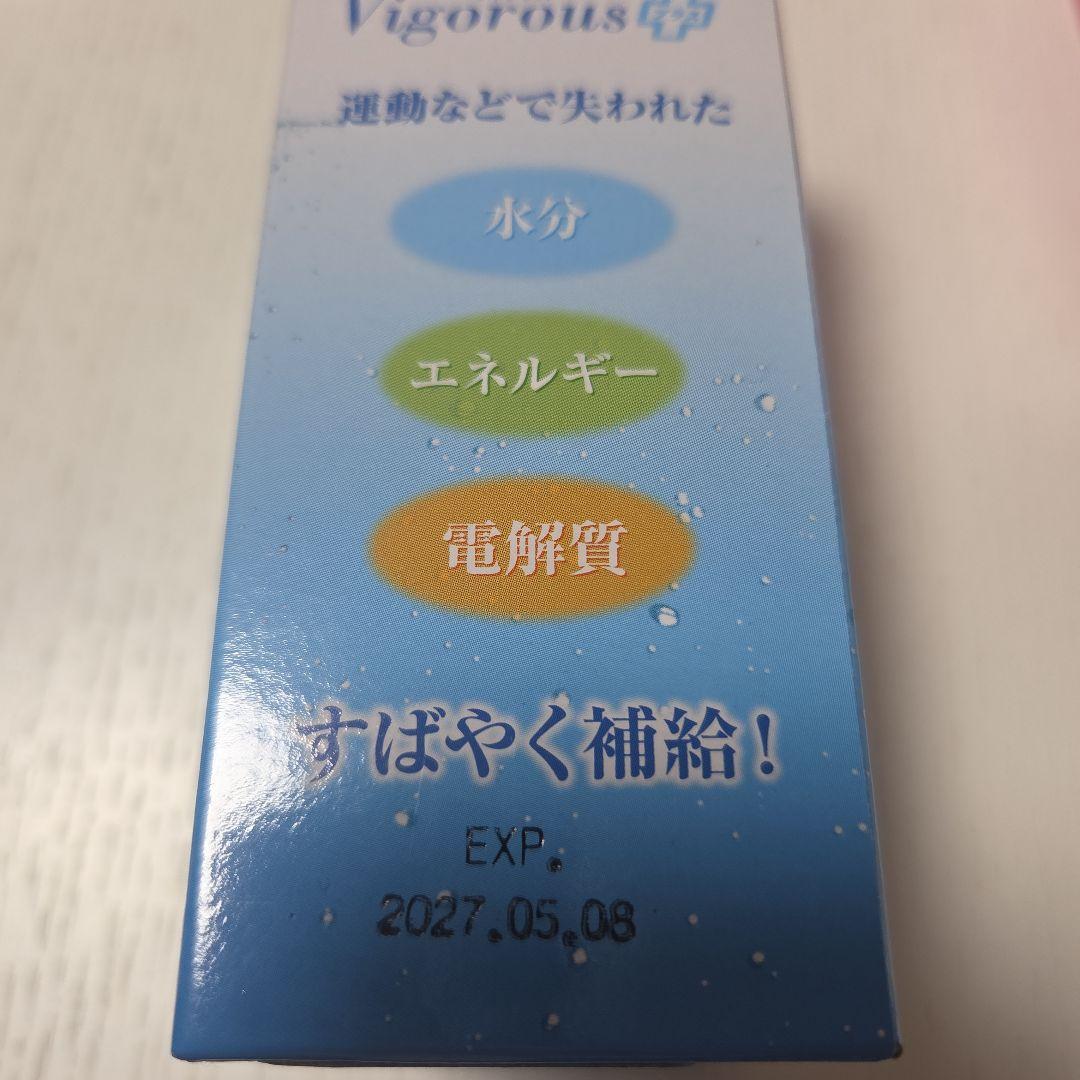 Vigorous
運動などで失われた
水分
エネルギー
電解質
すばやく補給!
EXP.
2027.05.08